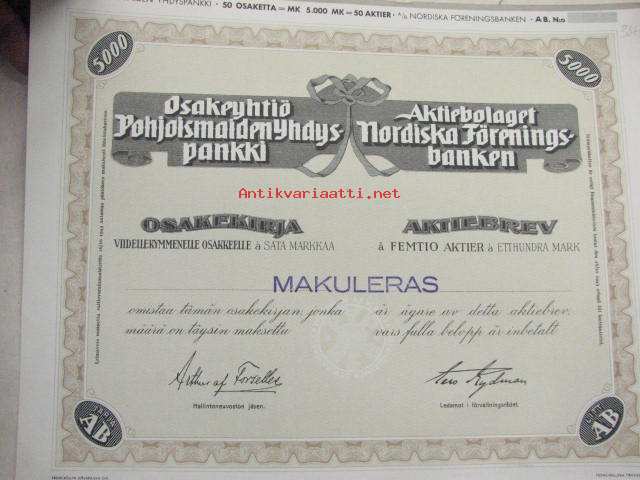 YHDYSPANKKI • 50 OSAKETTA = MK 5.000 MK = 50 AKTIER • A/B NORDISKA FÖRENINGSBANKEN • AB. N:o
5000
5000
Osakeyhtiö
Pohjoismaiden Yhdys-
pankki
Aktiebolaget
Nordiska Förenings-
banken
Antikvariaatti.net
OSAKEKIRJA
VIIDELLEKYMMENELLE OSAKKEELLE à SATA MARKKAA
AKTIEBREV
à FEMTIO AKTIER à ETTHUNDRA MARK
MAKULERAS
omistaa tämän osakekirjan, jonka
määrä on täysin maksettu
är ägare av detta aktiebrev,
vars fulla belopp är inbetalt
Arthur af Forselles
Hallintoneuvoston jäsen.
Ledamot i förvaltningsrådet.
AB
AB